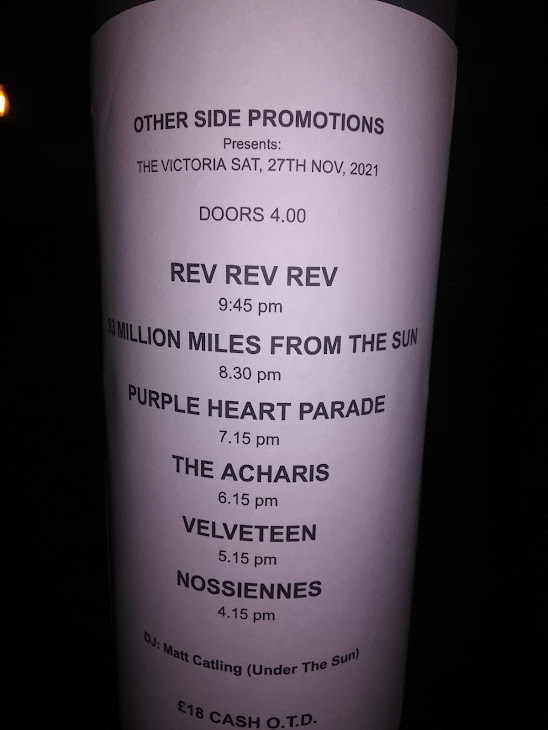 OTHER SIDE PROMOTIONS
Presents:
THE VICTORIA SAT, 27TH NOV, 2021
DOORS 4.00
REV REV REV
9:45 pm
93 MILLION MILES FROM THE SUN
8.30 pm
PURPLE HEART PARADE
7.15 pm
THE ACHARIS
6.15 pm
VELVETEEN
5.15 pm
NOSSIENNES
4.15 pm
DJ: Matt Catling (Under The Sun)
£18 CASH O.T.D.